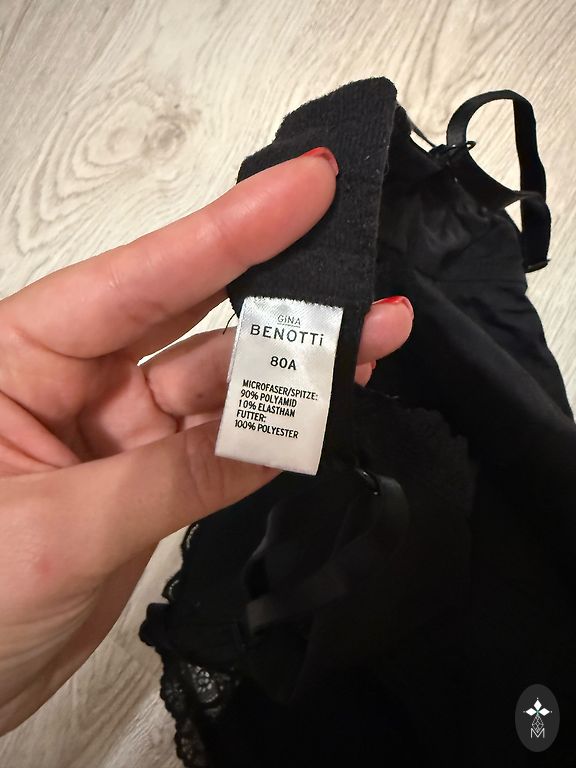 GINA
BENOTTi
80A
MICROFASER/SPITZE:
90% POLYAMID
10% ELASTHAN
FUTTER:
100% POLYESTER
M